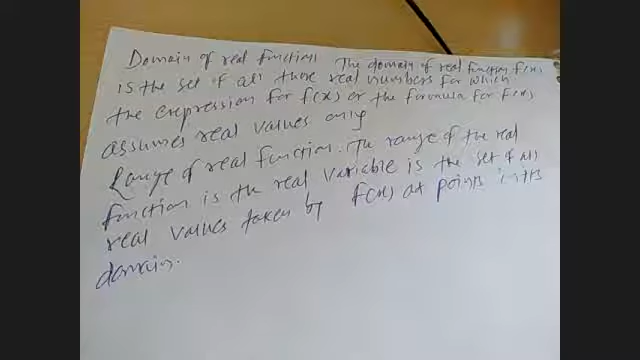 Domain of real function: The domain of real function f(x)
is the set of all those real numbers for which
the expression for f(x) or the formula for f(x)
assumes real values only
Range of real function: The range of the real
function is the real variable is the set of all
real values taken by f(x) at points in its
domain.